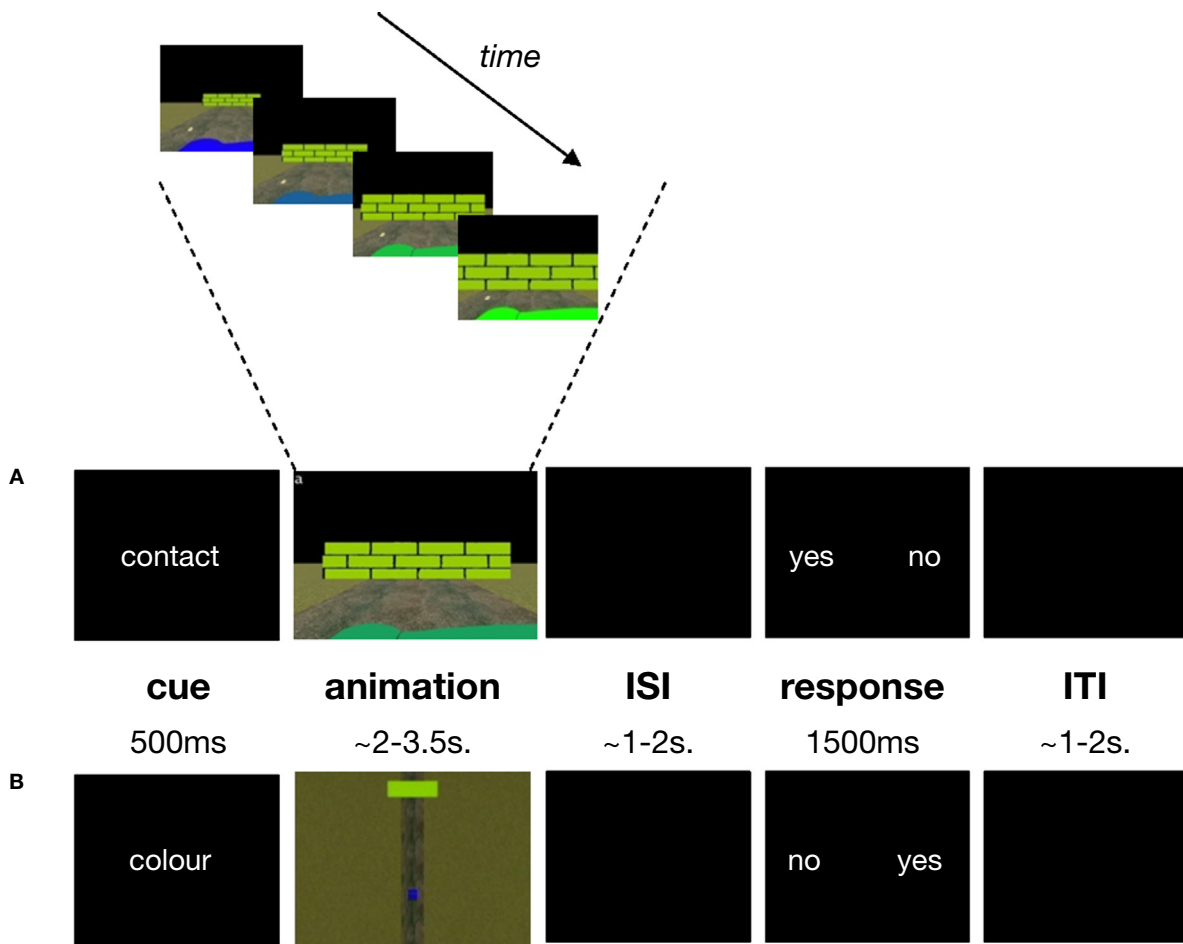 time
A
a
contact
yes no
cue animation ISI response ITI
500ms ~2-3.5s. ~1-2s. 1500ms ~1-2s.
B
colour
no yes